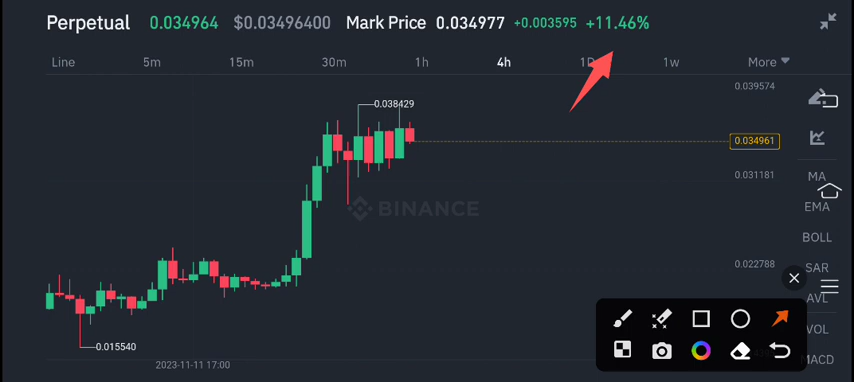 Perpetual 0.034964 $0.03496400 Mark Price 0.034977 +0.003595 +11.46%
Line 5m 15m 30m 1h 4h 1D 1w More
0.039574
0.038429
0.034961
0.031181
MA
BINANCE
EMA
BOLL
0.022788
SAR
AVL
VOL
0.015540
MACD
2023-11-11 17:00